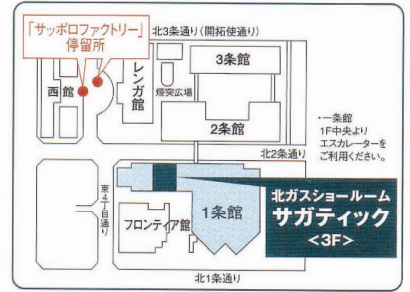 「サッポロファクトリー」
停留所
北3条通り(開拓使通り)
西館
レンガ館
煙突広場
3条館
2条館
・一条館
1F中央より
エスカレーターを
ご利用ください。
北2条通り
東4丁目通り
フロンティア館
1条館
北ガスショールーム
サガティック
<3F>
北1条通り